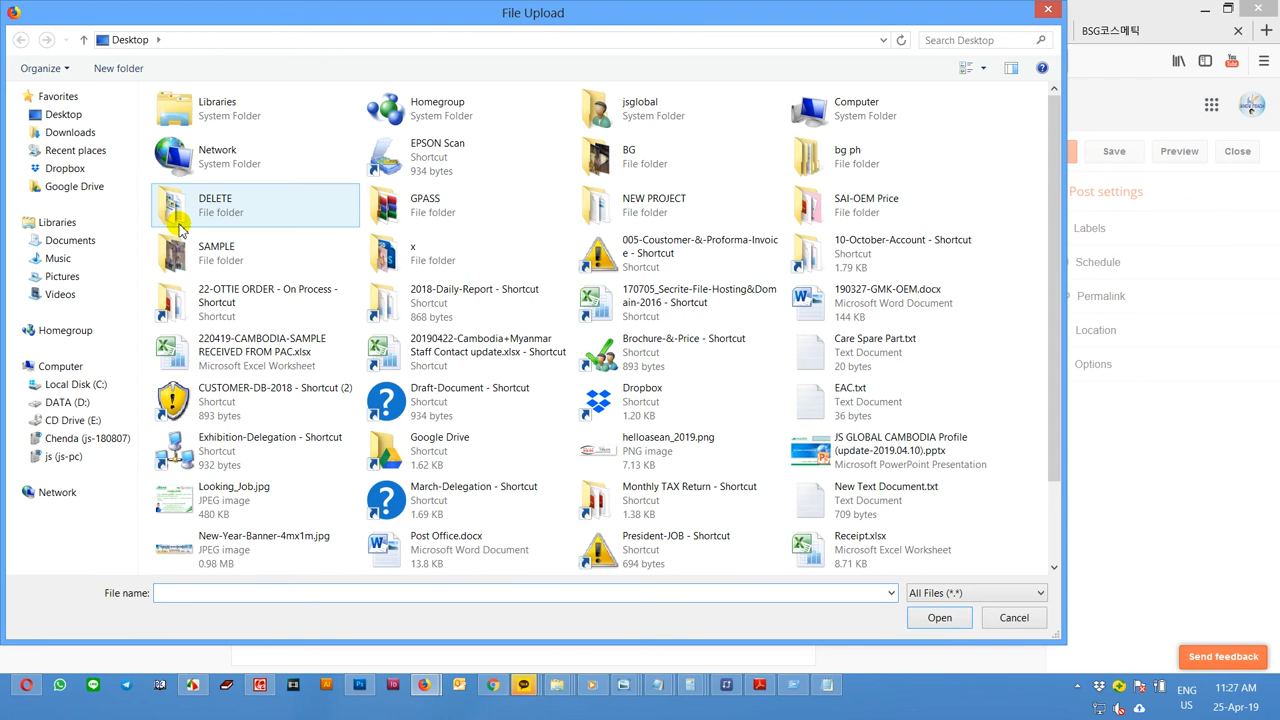 File Upload
BSG코스메틱
Desktop
Search Desktop
Organize
New folder
Favorites
Desktop
Downloads
Recent places
Dropbox
Google Drive
Libraries
Documents
Music
Pictures
Videos
Homegroup
Computer
Local Disk (C:)
DATA (D:)
CD Drive (E:)
Chenda (js-180807)
js (js-pc)
Network
Libraries
System Folder
Homegroup
System Folder
jsglobal
System Folder
Computer
System Folder
Network
System Folder
EPSON Scan
Shortcut
934 bytes
BG
File folder
bg ph
File folder
DELETE
File folder
GPASS
File folder
NEW PROJECT
File folder
SAI-OEM Price
File folder
SAMPLE
File folder
x
File folder
005-Coustomer-&-Proforma-Invoic
e - Shortcut
Shortcut
10-October-Account - Shortcut
Shortcut
1.79 KB
22-OTTIE ORDER - On Process -
Shortcut
Shortcut
2018-Daily-Report - Shortcut
Shortcut
868 bytes
170705_Secrite-File-Hosting&Dom
ain-2016 - Shortcut
Shortcut
190327-GMK-OEM.docx
Microsoft Word Document
144 KB
220419-CAMBODIA-SAMPLE
RECEIVED FROM PAC.xlsx
Microsoft Excel Worksheet
20190422-Cambodia+Myanmar
Staff Contact update.xlsx - Shortcut
Shortcut
Brochure-&-Price - Shortcut
Shortcut
893 bytes
Care Spare Part.txt
Text Document
20 bytes
CUSTOMER-DB-2018 - Shortcut (2)
Shortcut
893 bytes
Draft-Document - Shortcut
Shortcut
934 bytes
Dropbox
Shortcut
1.20 KB
EAC.txt
Text Document
36 bytes
Exhibition-Delegation - Shortcut
Shortcut
932 bytes
Google Drive
Shortcut
1.62 KB
helloasean_2019.png
PNG image
7.13 KB
JS GLOBAL CAMBODIA Profile
(update-2019.04.10).pptx
Microsoft PowerPoint Presentation
Looking_Job.jpg
JPEG image
480 KB
March-Delegation - Shortcut
Shortcut
1.69 KB
Monthly TAX Return - Shortcut
Shortcut
1.38 KB
New Text Document.txt
Text Document
709 bytes
New-Year-Banner-4mx1m.jpg
JPEG image
0.98 MB
Post Office.docx
Microsoft Word Document
13.8 KB
President-JOB - Shortcut
Shortcut
694 bytes
Receipt.xlsx
Microsoft Excel Worksheet
8.71 KB
File name:
All Files (*.*)
Open
Cancel
Save
Preview
Close
Post settings
Labels
Schedule
Permalink
Location
Options
Send feedback
ENG
US
11:27 AM
25-Apr-19